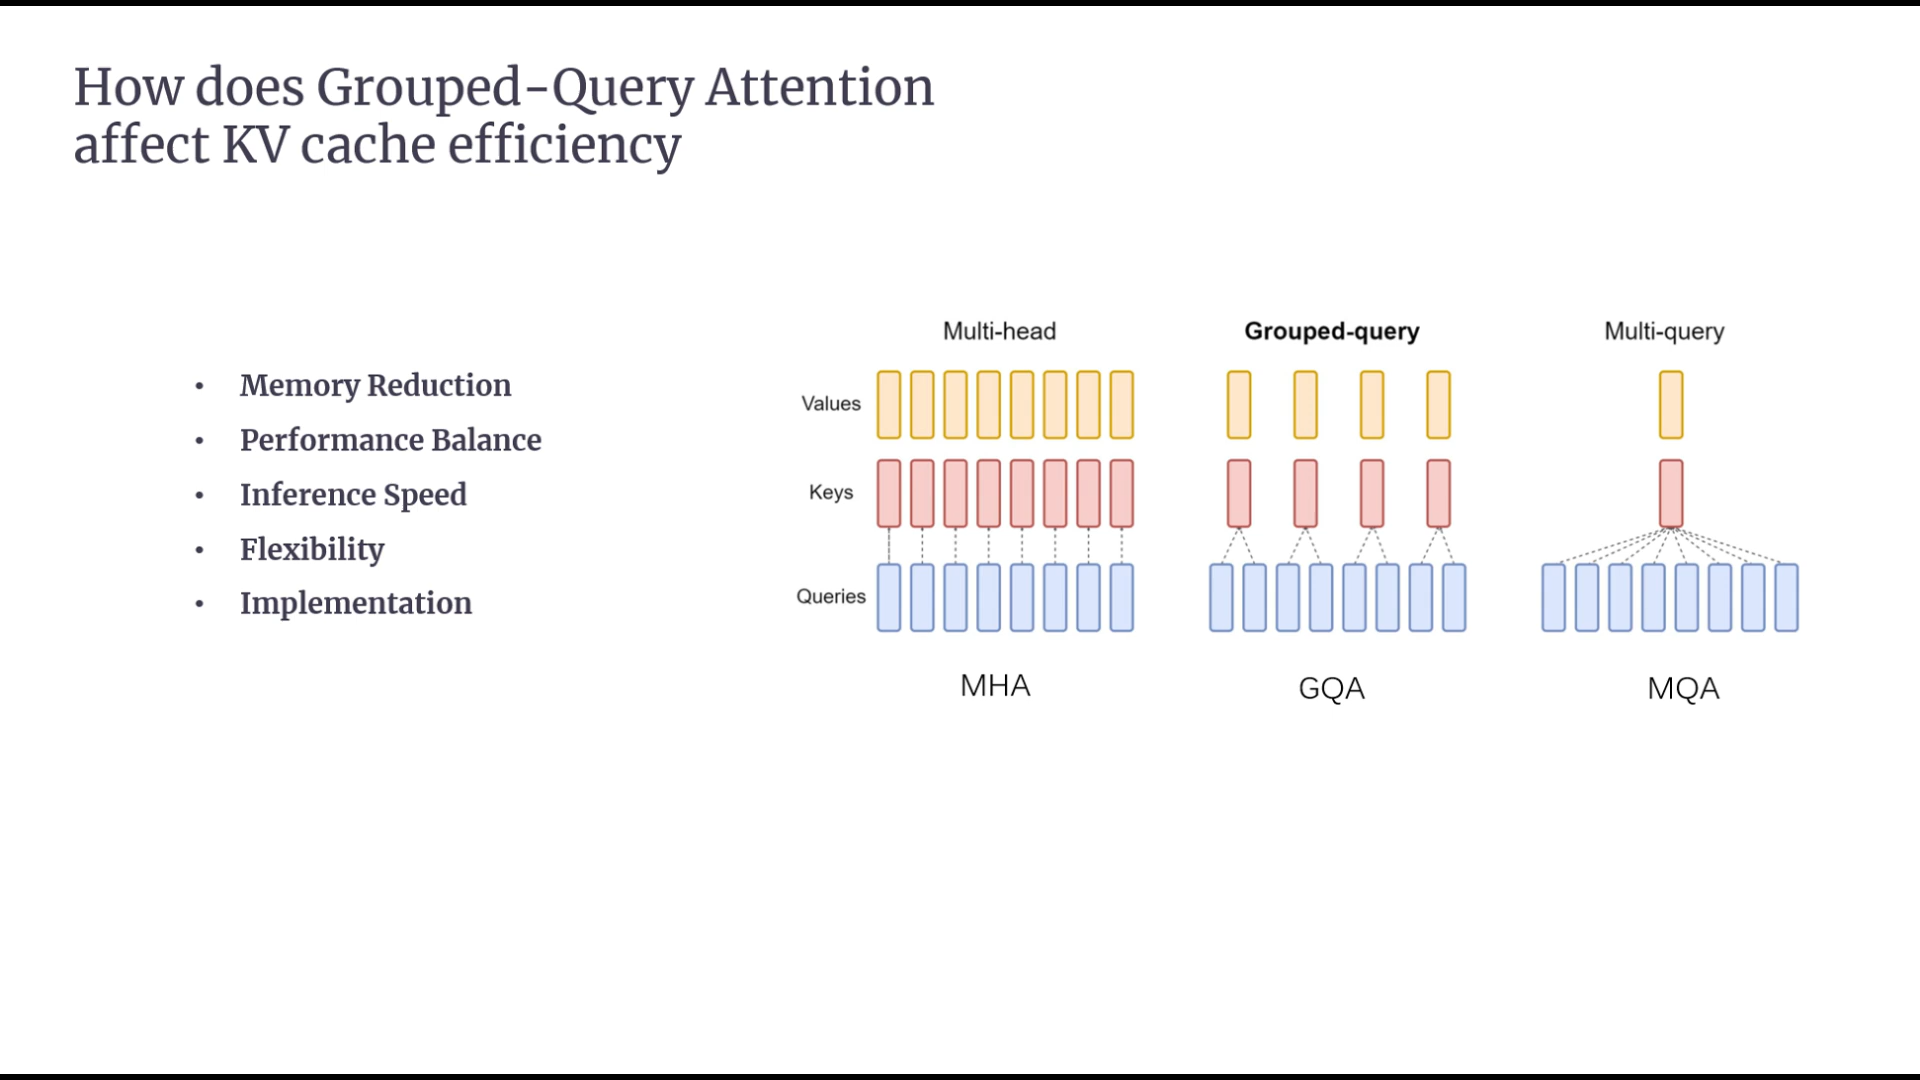 How does Grouped-Query Attention
affect KV cache efficiency
• Memory Reduction
• Performance Balance
• Inference Speed
• Flexibility
• Implementation
Multi-head
Grouped-query
Multi-query
Values
Keys
Queries
MHA
GQA
MQA